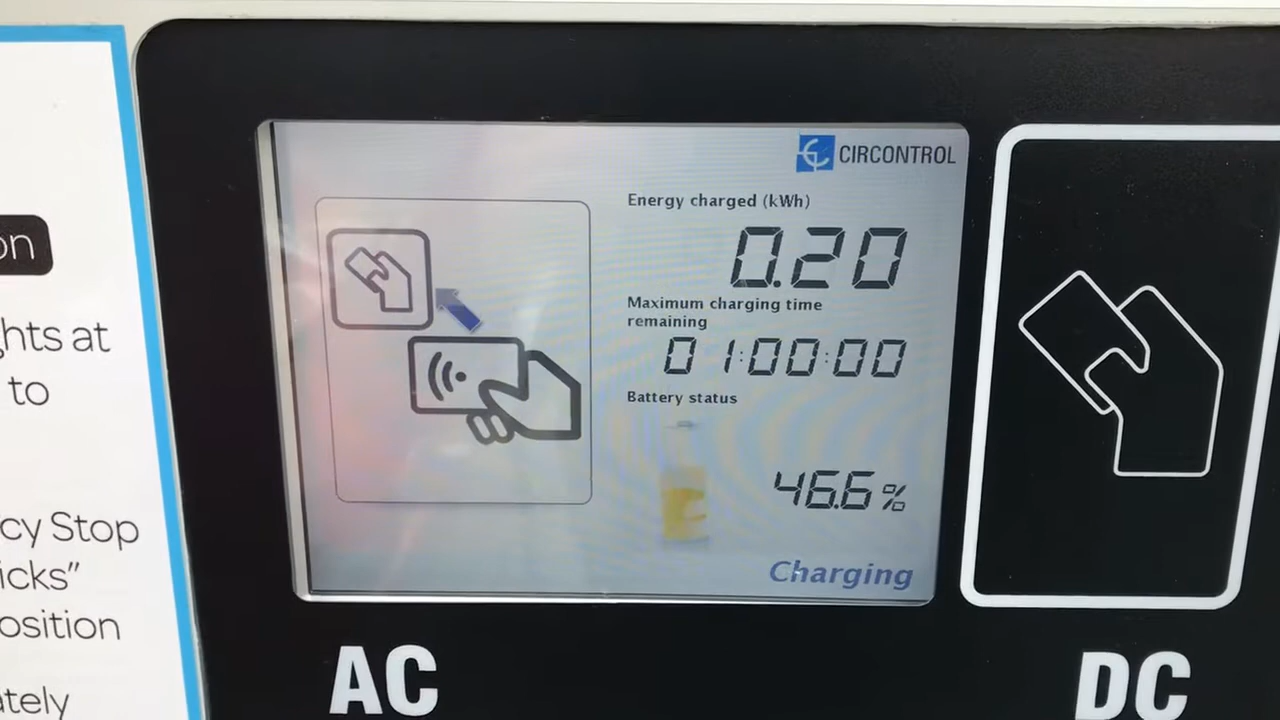 on
hts at
to
cy Stop
icks”
osition
ately
CIRCONTROL
Energy charged (kWh)
0.20
Maximum charging time
remaining
01:00:00
Battery status
46.6%
Charging
AC
DC